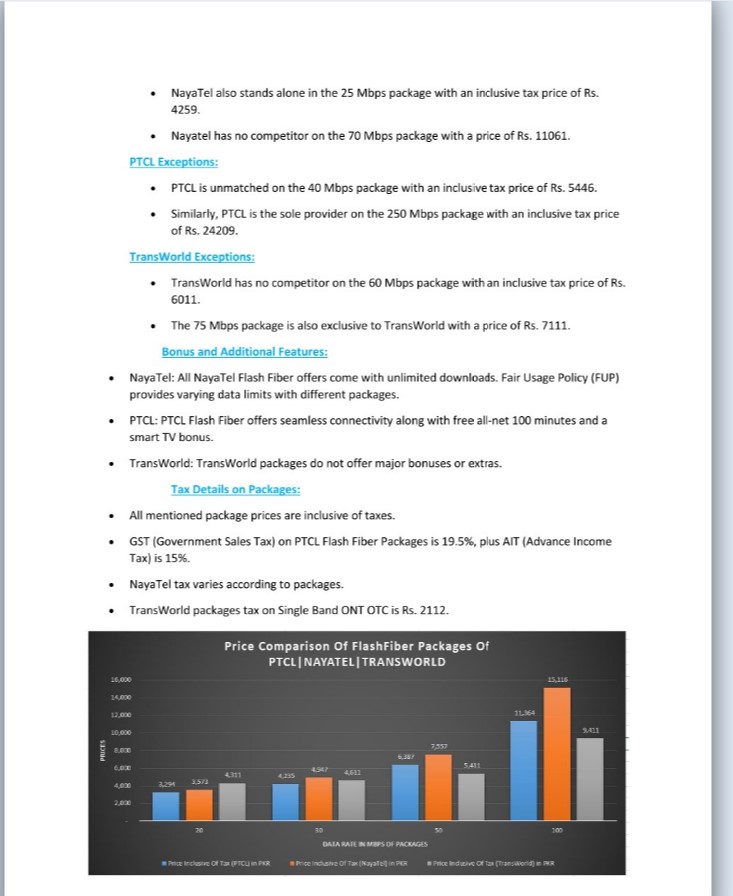 • NayaTel also stands alone in the 25 Mbps package with an inclusive tax price of Rs.
4259.
• Nayatel has no competitor on the 70 Mbps package with a price of Rs. 11061.
PTCL Exceptions:
• PTCL is unmatched on the 40 Mbps package with an inclusive tax price of Rs. 5446.
• Similarly, PTCL is the sole provider on the 250 Mbps package with an inclusive tax price
of Rs. 24209.
TransWorld Exceptions:
• TransWorld has no competitor on the 60 Mbps package with an inclusive tax price of Rs.
6011.
• The 75 Mbps package is also exclusive to TransWorld with a price of Rs. 7111.
Bonus and Additional Features:
• NayaTel: All NayaTel Flash Fiber offers come with unlimited downloads. Fair Usage Policy (FUP)
provides varying data limits with different packages.
• PTCL: PTCL Flash Fiber offers seamless connectivity along with free all-net 100 minutes and a
smart TV bonus.
• TransWorld: TransWorld packages do not offer major bonuses or extras.
Tax Details on Packages:
• All mentioned package prices are inclusive of taxes.
• GST (Government Sales Tax) on PTCL Flash Fiber Packages is 19.5%, plus AIT (Advance Income
Tax) is 15%.
• NayaTel tax varies according to packages.
• TransWorld packages tax on Single Band ONT OTC is Rs. 2112.
Price Comparison Of FlashFiber Packages Of
PTCL|NAYATEL|TRANSWORLD
PRICES
16,000
14,000
12,000
10,000
8,000
6,000
4,000
2,000
3,294 3,572 4,311
4,235 4,611
6,387 7,557 5,411
11,364 9,411
20 30 50 100
DATA RATE IN MBPS OF PACKAGES
Price Inclusive Of Tax (PTCL) in PKR Price Inclusive Of Tax (NayaTel) in PKR Price Inclusive Of Tax (TransWorld) in PKR